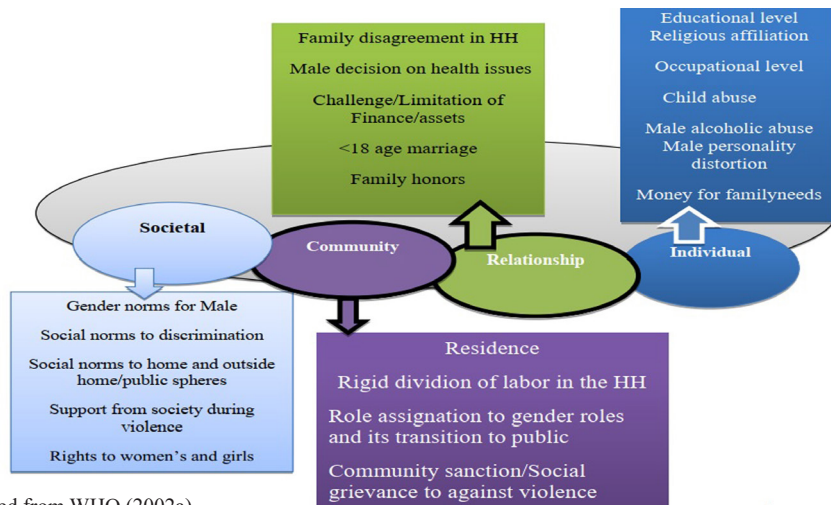 Family disagreement in HH
Male decision on health issues
Challenge/Limitation of
Finance/assets
<18 age marriage
Family honors
Educational level
Religious affiliation
Occupational level
Child abuse
Male alcoholic abuse
Male personality
distortion
Money for familyneeds
Societal
Community
Relationship
Individual
Gender norms for Male
Social norms to discrimination
Social norms to home and outside
home/public spheres
Support from society during
violence
Rights to women's and girls
Residence
Rigid dividion of labor in the HH
Role assignation to gender roles
and its transition to public
Community sanction/Social
grievance to against violence
from WHO (2002a)